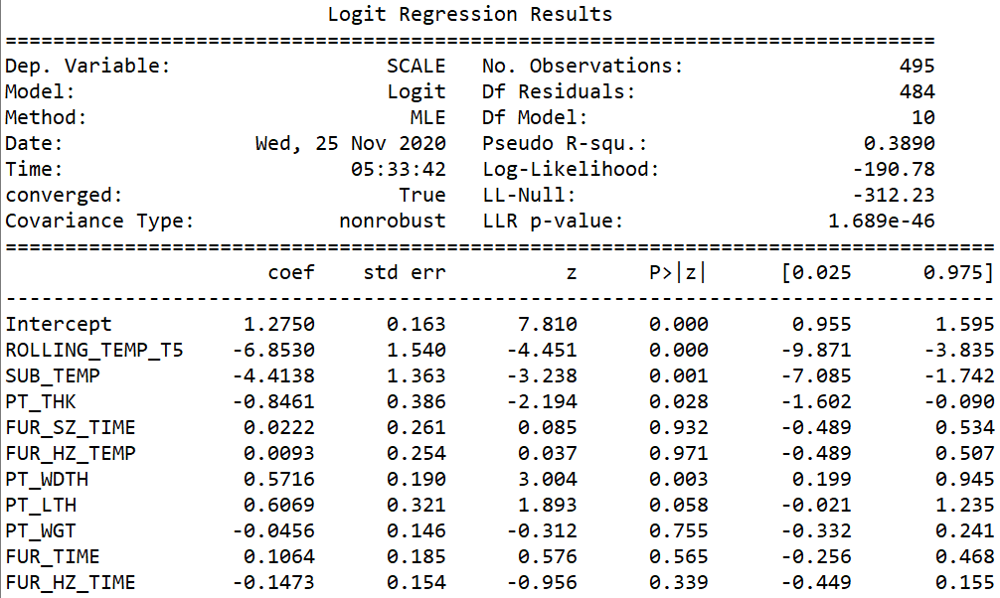 Logit Regression Results
==============================================================================
Dep. Variable: SCALE No. Observations: 495
Model: Logit Df Residuals: 484
Method: MLE Df Model: 10
Date: Wed, 25 Nov 2020 Pseudo R-squ.: 0.3890
Time: 05:33:42 Log-Likelihood: -190.78
converged: True LL-Null: -312.23
Covariance Type: nonrobust LLR p-value: 1.689e-46
===================================================================================
coef std err z P>|z| [0.025 0.975]
-----------------------------------------------------------------------------------
Intercept 1.2750 0.163 7.810 0.000 0.955 1.595
ROLLING_TEMP_T5 -6.8530 1.540 -4.451 0.000 -9.871 -3.835
SUB_TEMP -4.4138 1.363 -3.238 0.001 -7.085 -1.742
PT_THK -0.8461 0.386 -2.194 0.028 -1.602 -0.090
FUR_SZ_TIME 0.0222 0.261 0.085 0.932 -0.489 0.534
FUR_HZ_TEMP 0.0093 0.254 0.037 0.971 -0.489 0.507
PT_WDTH 0.5716 0.190 3.004 0.003 0.199 0.945
PT_LTH 0.6069 0.321 1.893 0.058 -0.021 1.235
PT_WGT -0.0456 0.146 -0.312 0.755 -0.332 0.241
FUR_TIME 0.1064 0.185 0.576 0.565 -0.256 0.468
FUR_HZ_TIME -0.1473 0.154 -0.956 0.339 -0.449 0.155